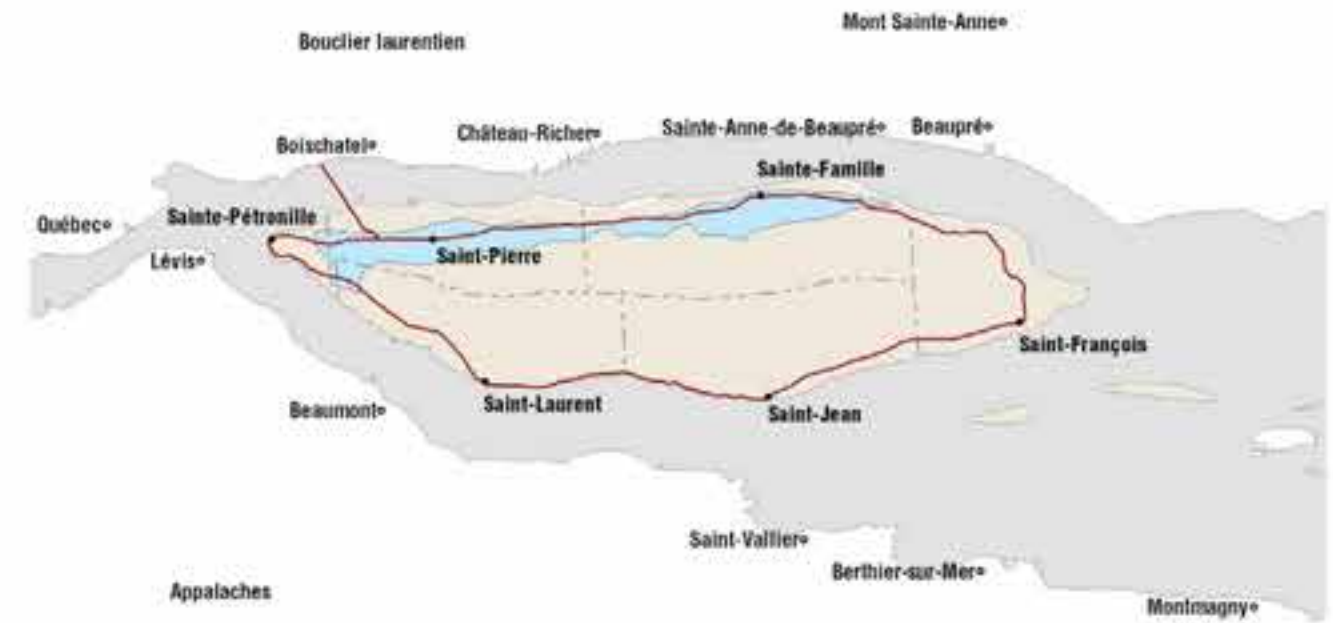 Mont Sainte-Anne
Bouclier laurentien
Château-Richer
Sainte-Anne-de-Beaupré
Beaupré
Boischatel
Sainte-Famille
Québec
Sainte-Pétronille
Lévis
Saint-Pierre
Saint-François
Beaumont
Saint-Laurent
Saint-Jean
Saint-Vallier
Berthier-sur-Mer
Appalaches
Montmagny